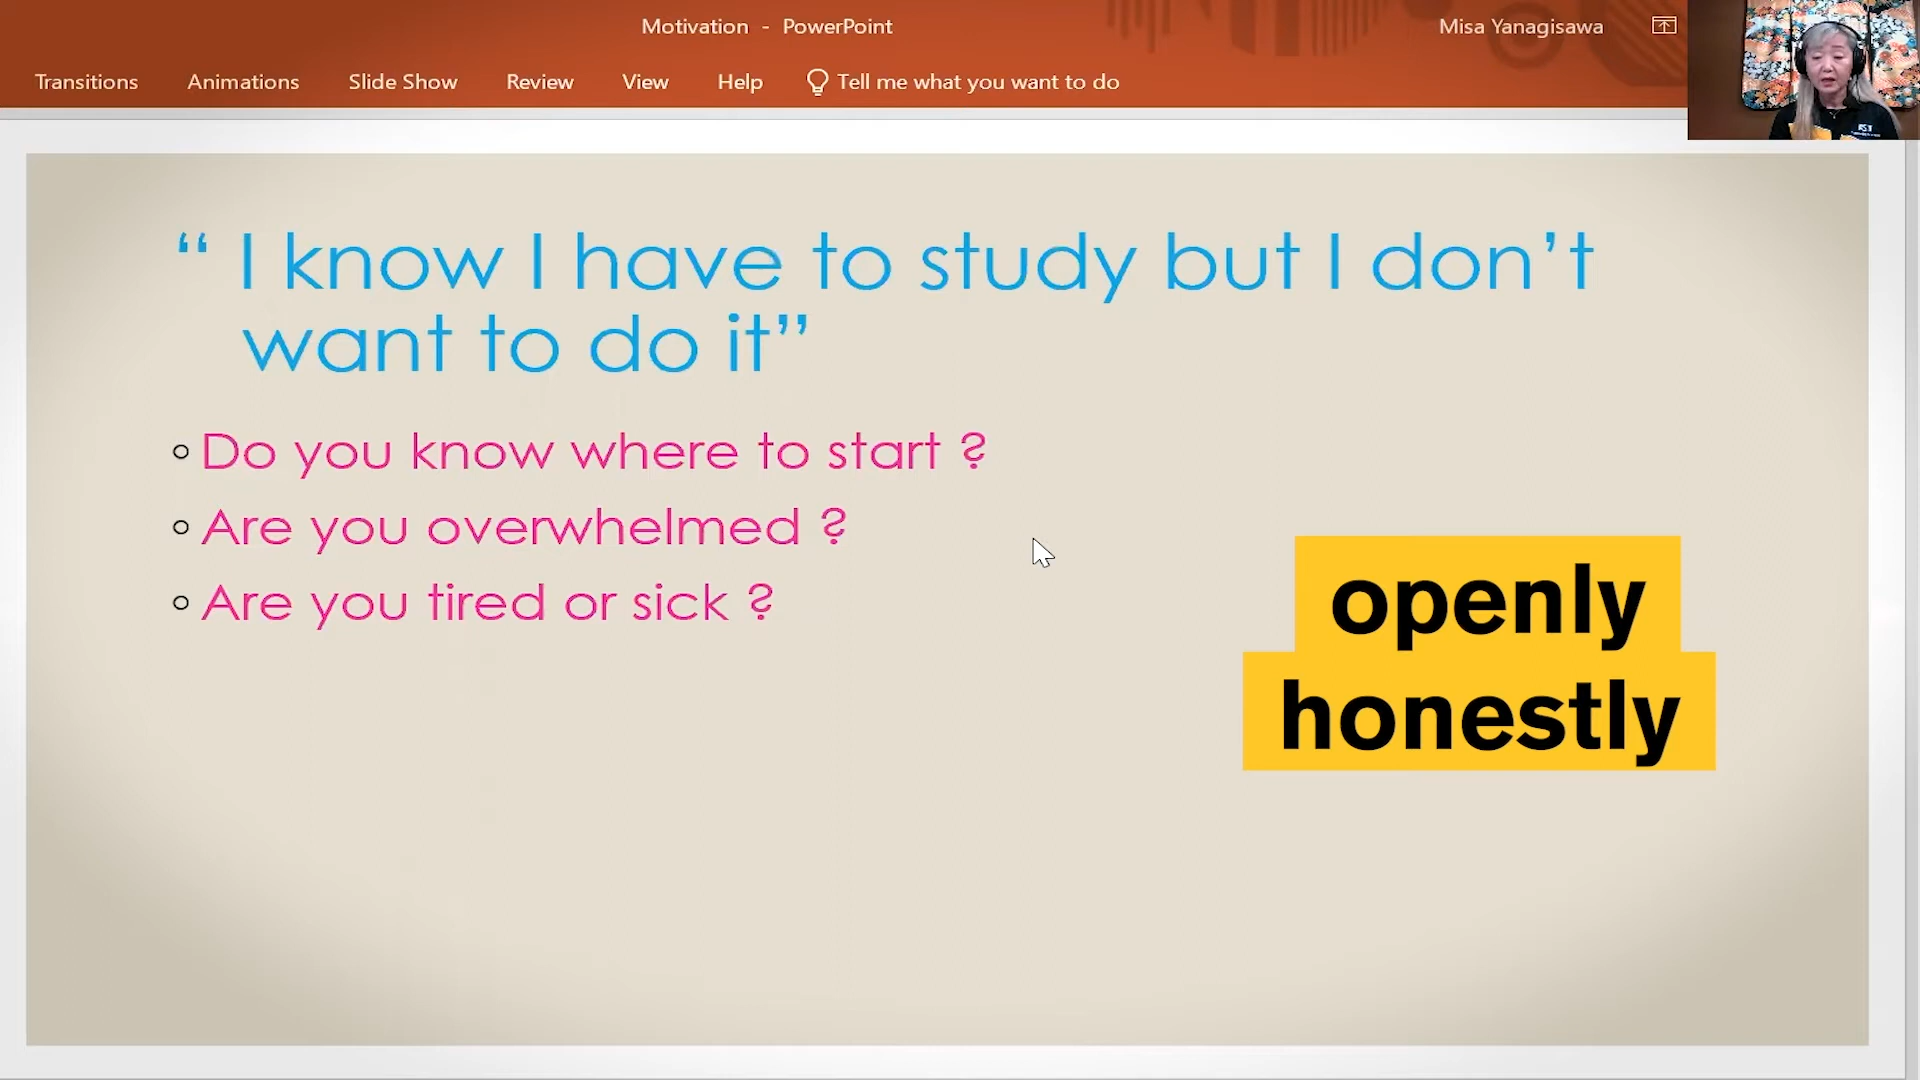 Motivation - PowerPoint
Misa Yanagisawa
Transitions Animations Slide Show Review View Help Tell me what you want to do
“ I know I have to study but I don’t
want to do it”
Do you know where to start ?
Are you overwhelmed ?
Are you tired or sick ?
openly
honestly